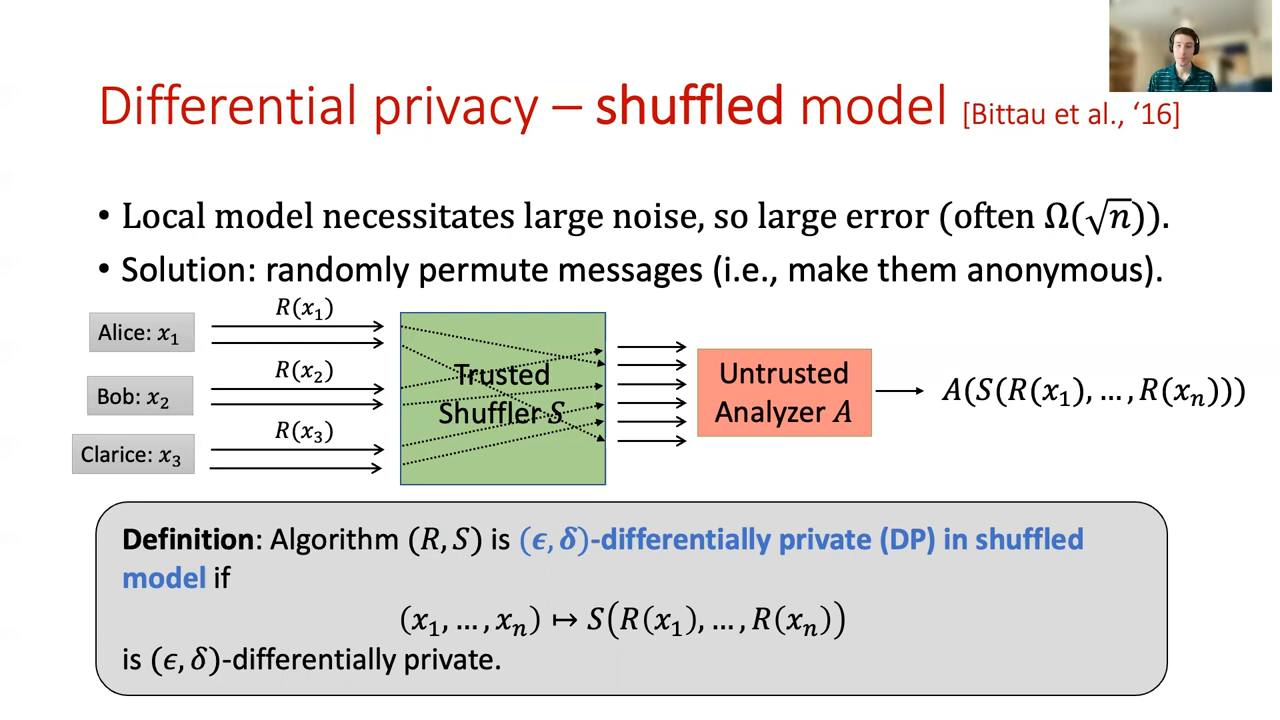 Differential privacy – shuffled model [Bittau et al., ‘16]
• Local model necessitates large noise, so large error (often Ω(√n)).
• Solution: randomly permute messages (i.e., make them anonymous).
Alice: x₁
R(x₁)
Bob: x₂
R(x₂)
Clarice: x₃
R(x₃)
Trusted
Shuffler S
Untrusted
Analyzer A
A(S(R(x₁), … , R(xₙ)))
Definition: Algorithm (R, S) is (ϵ, δ)-differentially private (DP) in shuffled
model if
(x₁, … , xₙ) ↦ S(R(x₁), … , R(xₙ))
is (ϵ, δ)-differentially private.